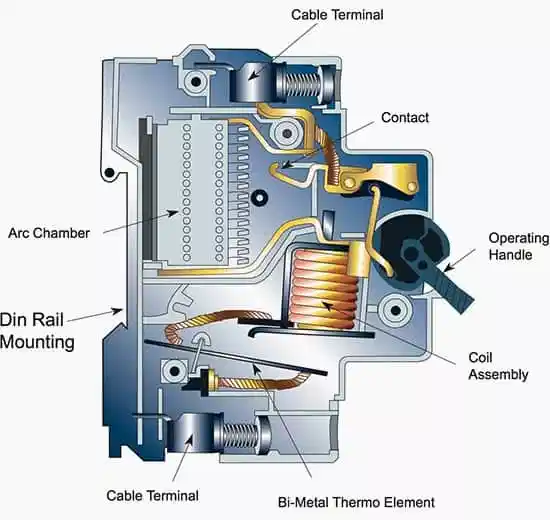 Cable Terminal
Contact
Arc Chamber
Operating
Handle
Din Rail
Mounting
Coil
Assembly
Cable Terminal
Bi-Metal Thermo Element